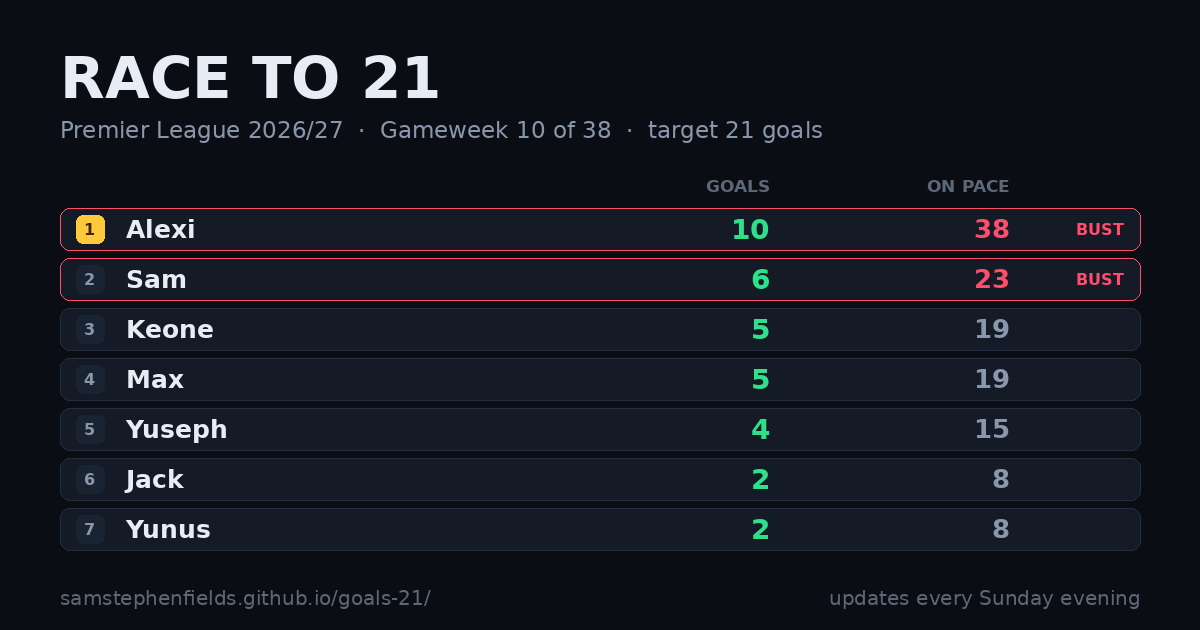 RACE TO 21
Premier League 2026/27 · Gameweek 10 of 38 · target 21 goals
GOALS ON PACE
1 Alexi 10 38 BUST
2 Sam 6 23 BUST
3 Keone 5 19
4 Max 5 19
5 Yuseph 4 15
6 Jack 2 8
7 Yunus 2 8
samstephenfields.github.io/goals-21/ updates every Sunday evening